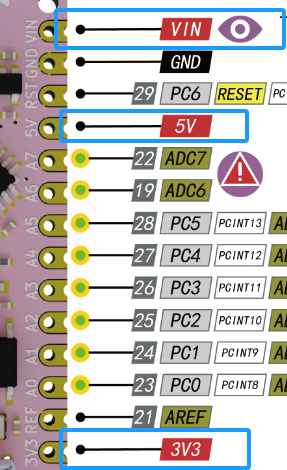 VIN VIN
GND GND
RST 29 PC6 RESET PC
5V 5V
A7 22 ADC7
A6 19 ADC6
A5 28 PC5 PCINT13
A4 27 PC4 PCINT12
A3 26 PC3 PCINT11
A2 25 PC2 PCINT10
A1 24 PC1 PCINT9
A0 23 PC0 PCINT8
REF 21 AREF
3V3 3V3